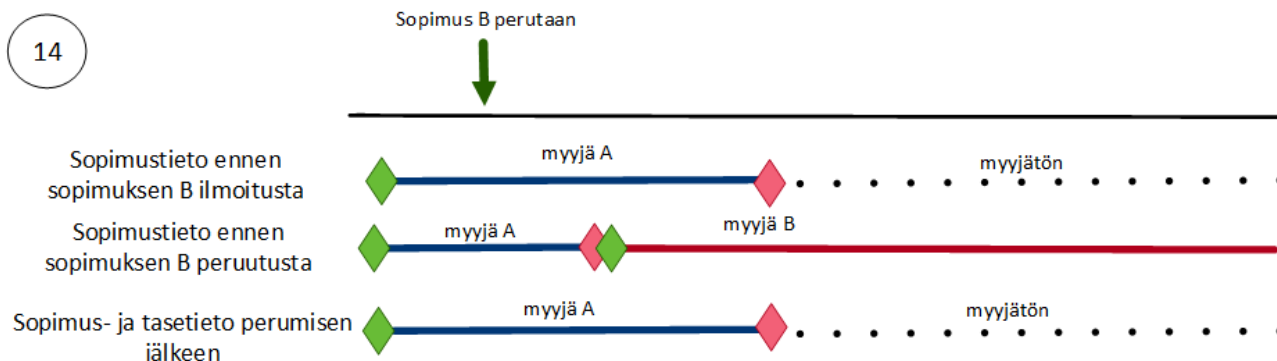 14
Sopimus B perutaan
Sopimustieto ennen
sopimuksen B ilmoitusta
myyjä A
myyjätön
Sopimustieto ennen
sopimuksen B peruutusta
myyjä A
myyjä B
Sopimus- ja tasetieto perumisen
jälkeen
myyjä A
myyjätön